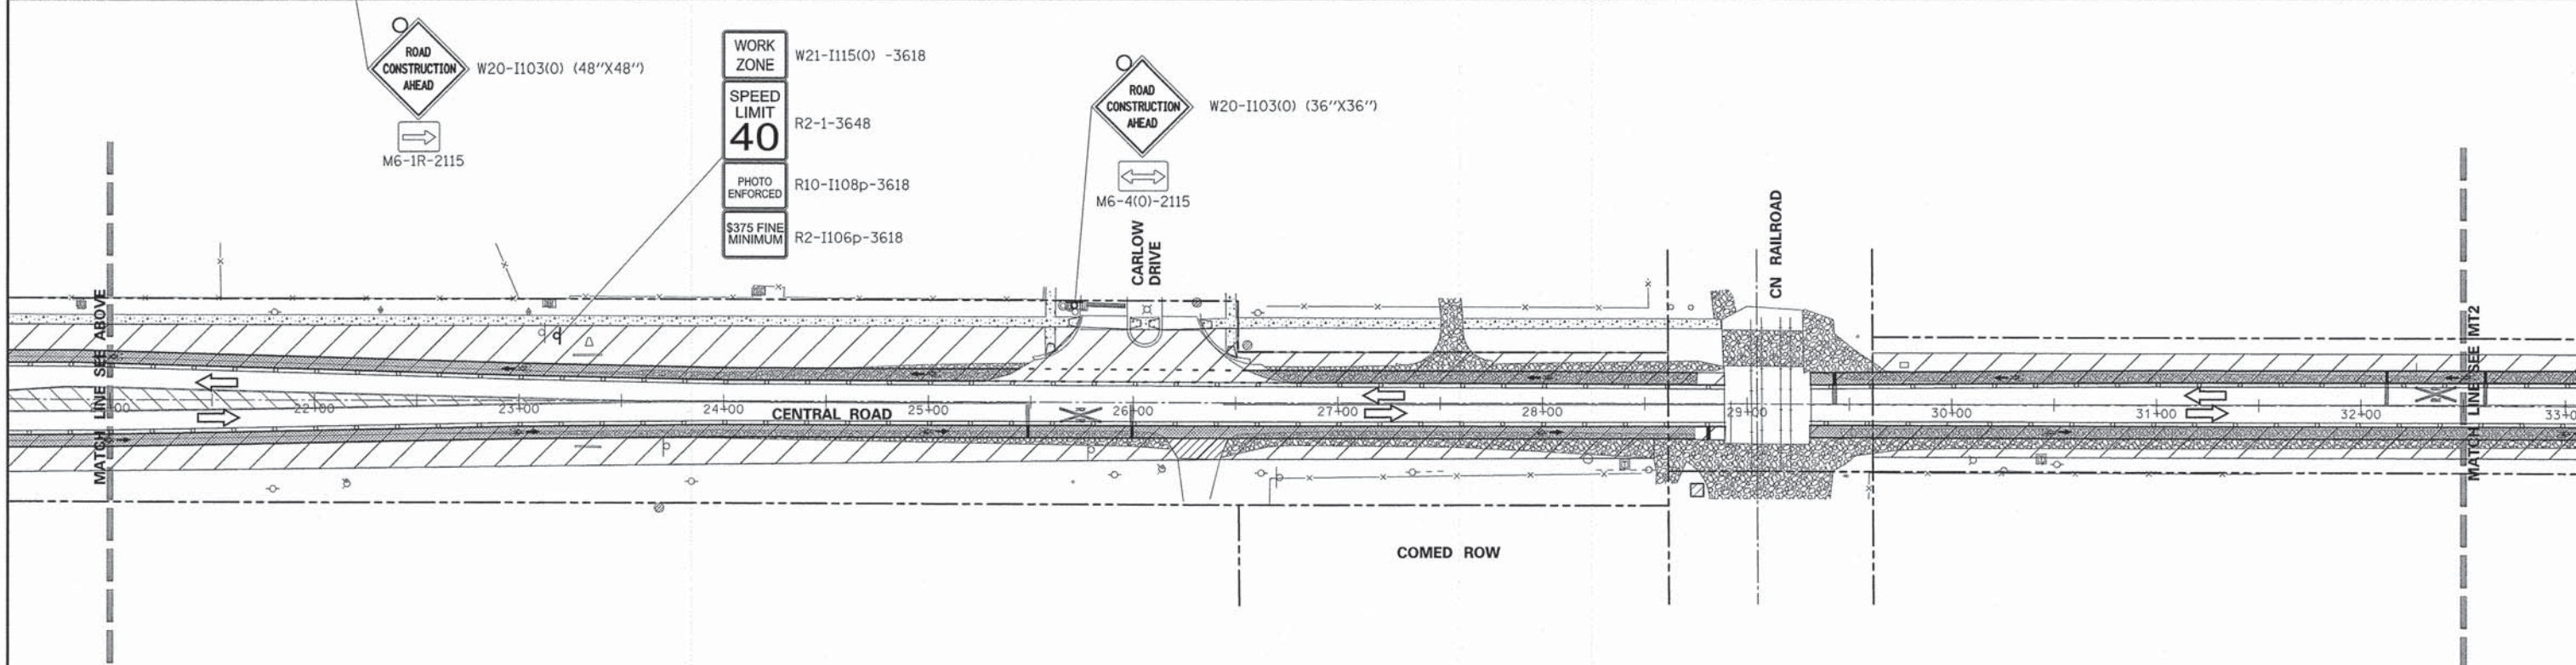 ROAD
CONSTRUCTION
AHEAD
W20-I103(O) (48"X48")
M6-1R-2115
WORK
ZONE
W21-I115(O) -3618
SPEED
LIMIT
40
R2-1-3648
PHOTO
ENFORCED
R10-I108p-3618
$375 FINE
MINIMUM
R2-I106p-3618
ROAD
CONSTRUCTION
AHEAD
W20-I103(O) (36"X36")
M6-4(O)-2115
CARLOW
DRIVE
CN RAILROAD
MATCH LINE SEE ABOVE
22+00
23+00
24+00
CENTRAL ROAD
25+00
26+00
27+00
28+00
29+00
30+00
31+00
32+00
MATCH LINE SEE MT2
COMED ROW